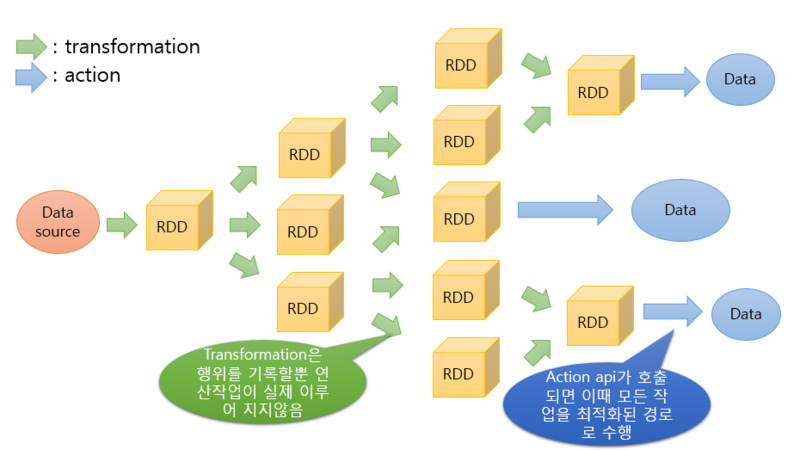 : transformation
: action
Data
source
RDD
RDD
RDD
RDD
RDD
RDD
RDD
RDD
RDD
RDD
RDD
Data
Data
Data
Transformation은
행위를 기록할뿐 연
산작업이 실제 이루
어 지지않음
Action api가 호출
되면 이때 모든 작
업을 최적화된 경로
로 수행